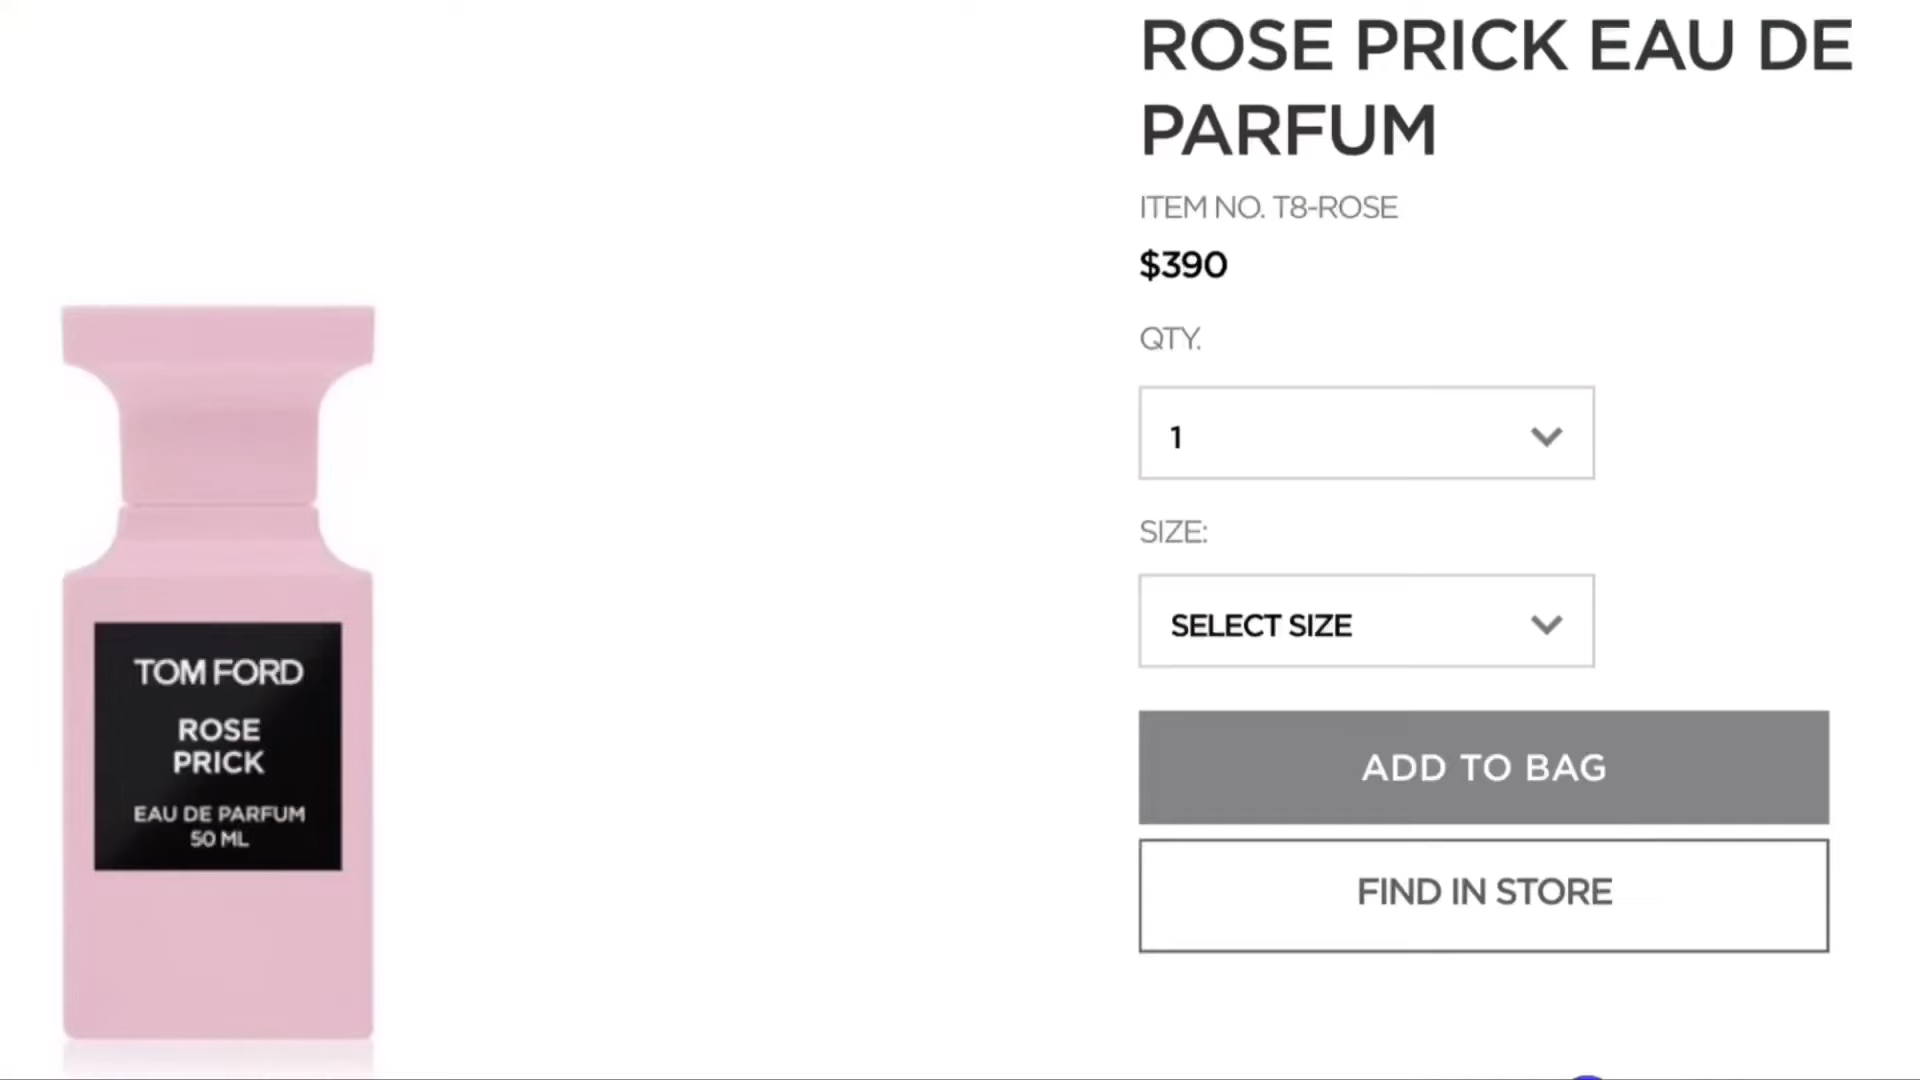 ROSE PRICK EAU DE
PARFUM
ITEM NO. T8-ROSE
$390
QTY.
1
SIZE:
SELECT SIZE
ADD TO BAG
FIND IN STORE
TOM FORD
ROSE
PRICK
EAU DE PARFUM
50 ML